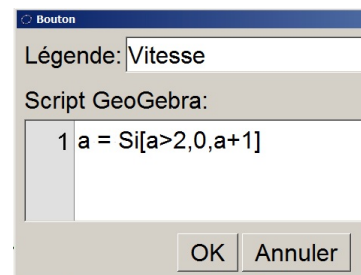 Bouton
Légende: Vitesse
Script GeoGebra:
1 a = Si[a>2,0,a+1]
OK Annuler